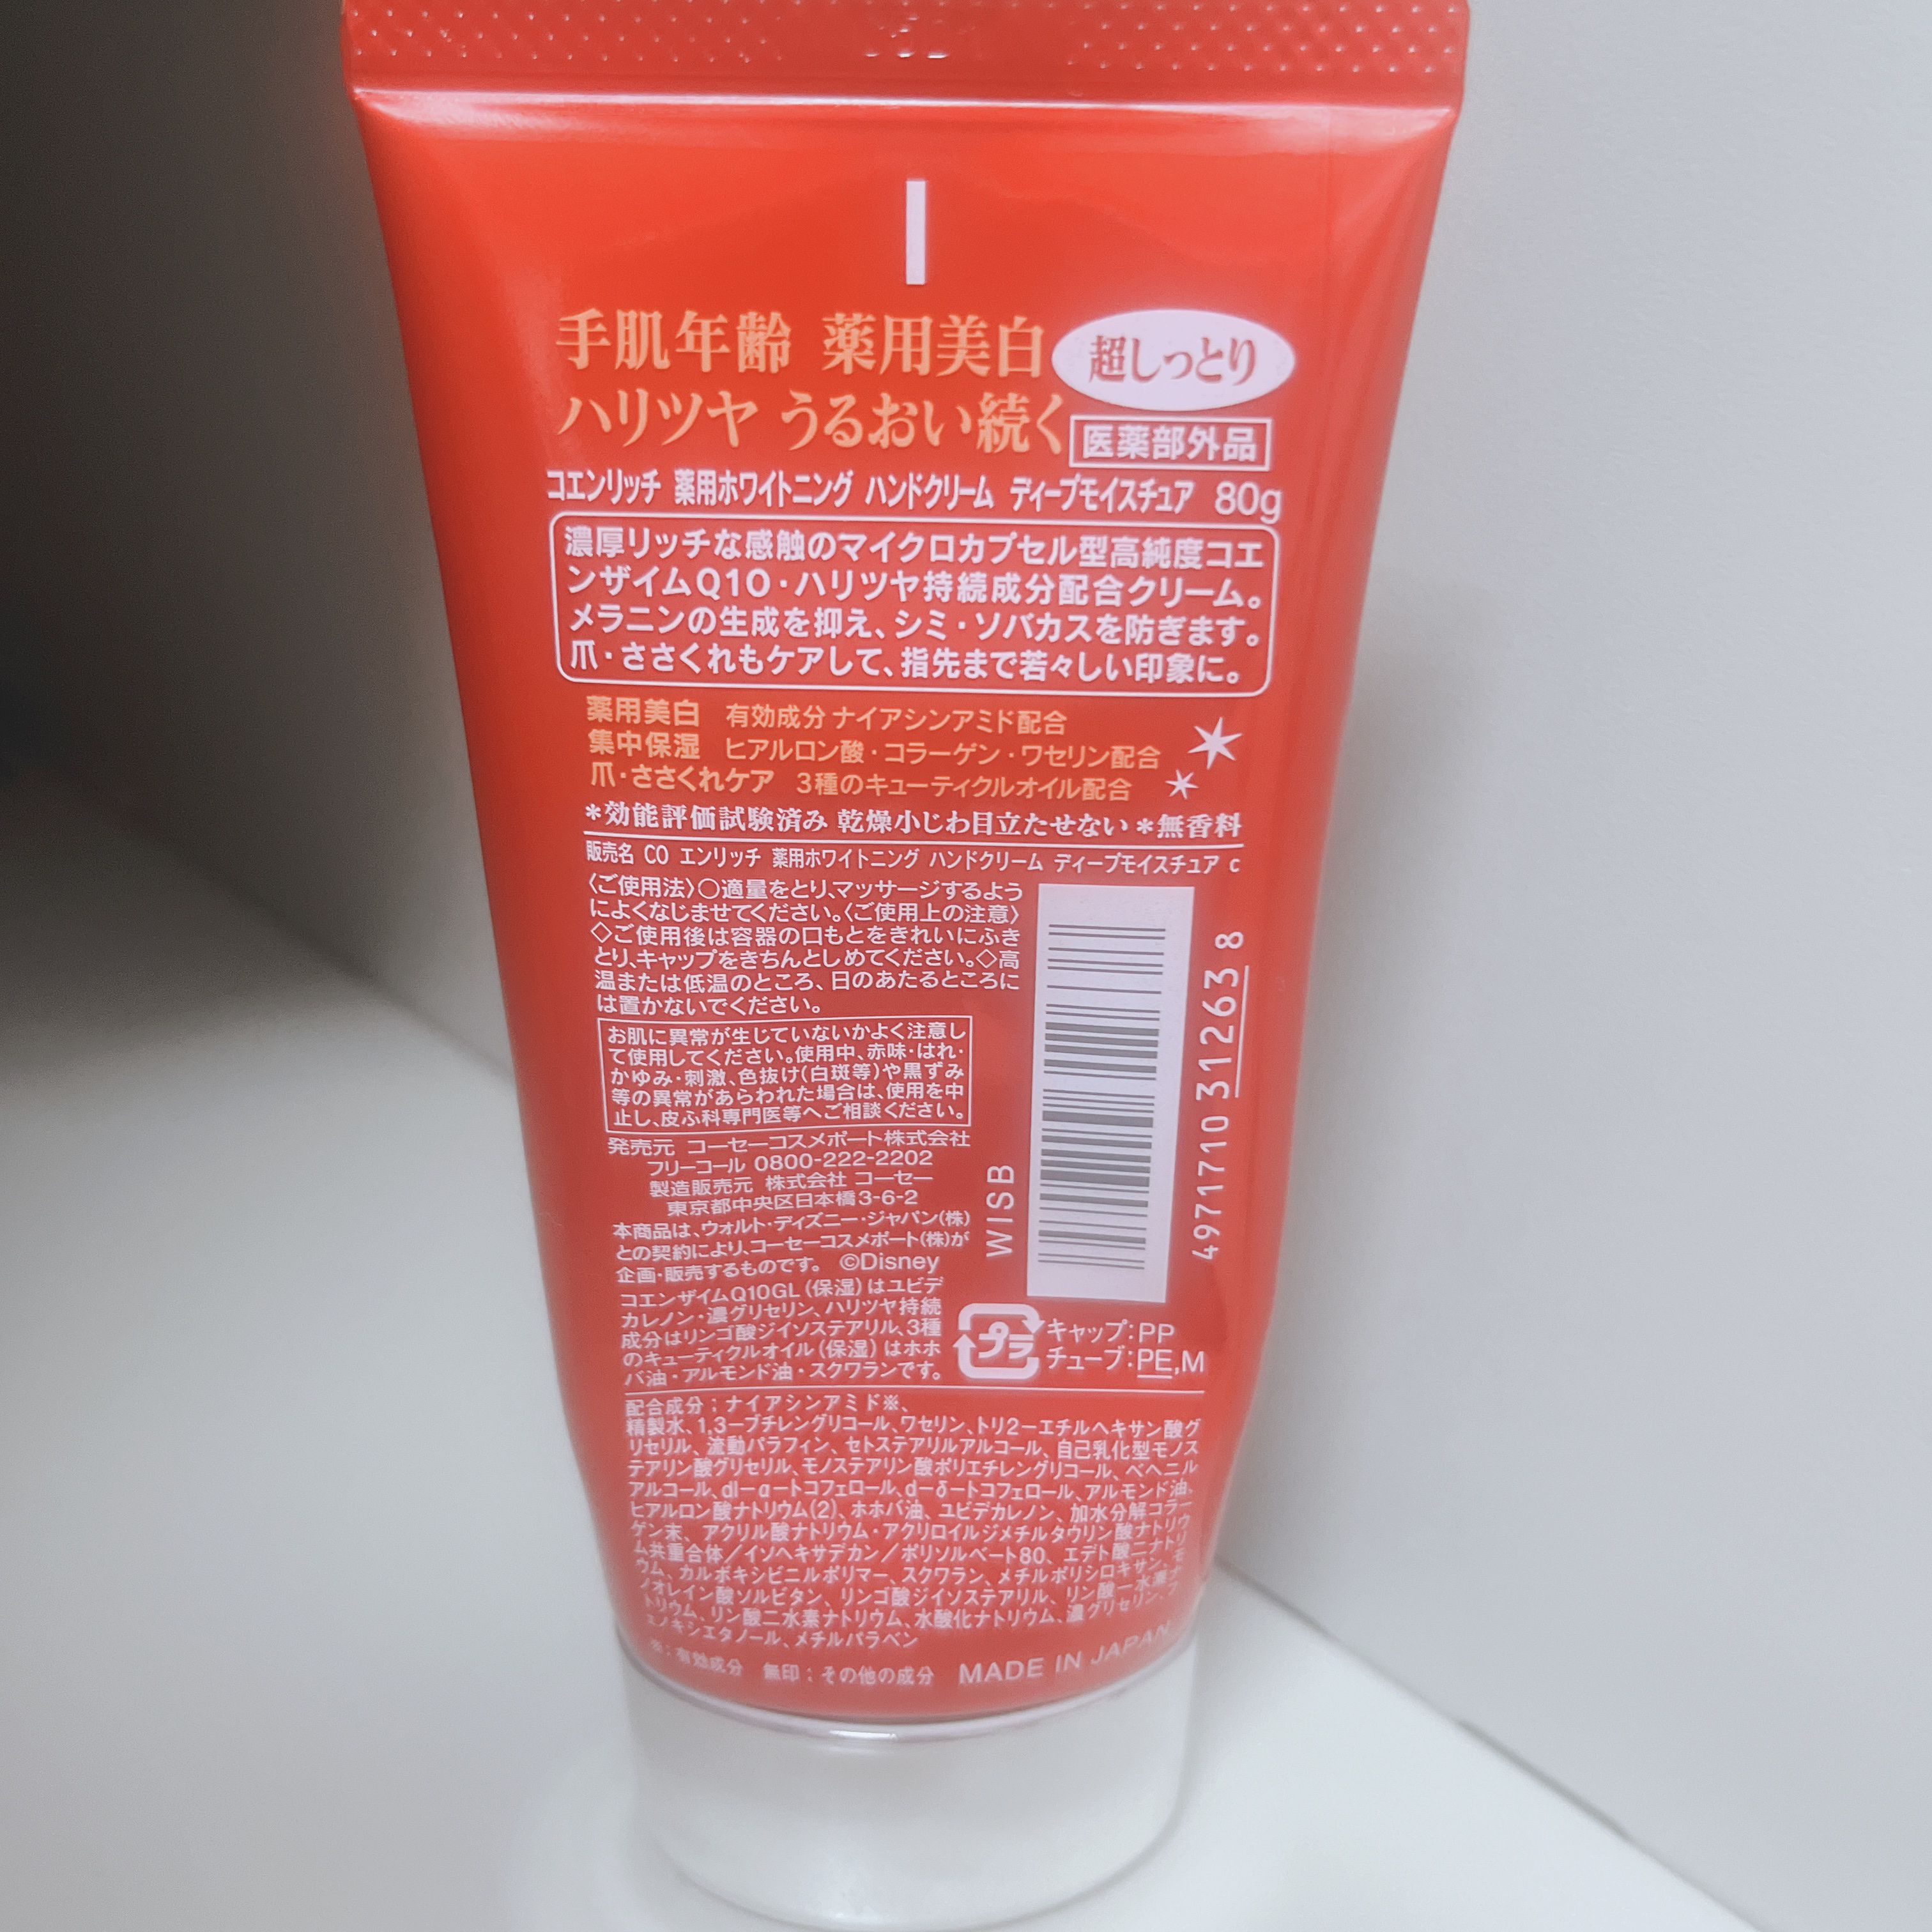 手肌年齢 薬用美白 超しっとり
ハリツヤ うるおい続く 医薬部外品
コエンリッチ 薬用ホワイトニング ハンドクリーム ディープモイスチュア 80g
濃厚リッチな感触のマイクロカプセル型高純度コエ
ンザイムQ10・ハリツヤ持続成分配合クリーム。
メラニンの生成を抑え、シミ・ソバカスを防ぎます。
爪・ささくれもケアして、指先まで若々しい印象に。
薬用美白 有効成分 ナイアシンアミド配合
集中保湿 ヒアルロン酸・コラーゲン・ワセリン配合
爪・ささくれケア 3種のキューティクルオイル配合
*効能評価試験済み 乾燥小じわ目立たせない *無香料
販売名 CO エンリッチ 薬用ホワイトニング ハンドクリーム ディープモイスチュア c
〈ご使用法〉○適量をとり、マッサージするよう
によくなじませてください。〈ご使用上の注意〉
◇ご使用後は容器の口もとをきれいにふき
とり、キャップをきちんとしめてください。◇高
温または低温のところ、日のあたるところに
は置かないでください。
お肌に異常が生じていないかよく注意し
て使用してください。使用中、赤味・はれ・
かゆみ・刺激、色抜け(白斑等)や黒ずみ
等の異常があらわれた場合は、使用を中
止し、皮ふ科専門医等へご相談ください。
発売元 コーセーコスメポート株式会社
フリーコール 0800-222-2202
製造販売元 株式会社 コーセー
東京都中央区日本橋3-6-2
本商品は、ウォルト・ディズニー・ジャパン(株)
との契約により、コーセーコスメポート(株)が
企画・販売するものです。 ©Disney
コエンザイムQ10GL(保湿)はユビデ
カレノン・濃グリセリン、ハリツヤ持続
成分はリンゴ酸ジイソステアリル、3種
のキューティクルオイル(保湿)はホホ
バ油・アルモンド油・スクワランです。
WISB
4971710 31263 8
プラ
キャップ:PP
チューブ:PE,M
配合成分:ナイアシンアミド※、
精製水、1,3-ブチレングリコール、ワセリン、トリ2-エチルヘキサン酸グ
リセリル、流動パラフィン、セトステアリルアルコール、自己乳化型モノス
テアリン酸グリセリル、モノステアリン酸ポリエチレングリコール、ベヘニル
アルコール、dl-α-トコフェロール、d-δ-トコフェロール、アルモンド油、
ヒアルロン酸ナトリウム(2)、ホホバ油、ユビデカレノン、加水分解コラー
ゲン末、アクリル酸ナトリウム・アクリロイルジメチルタウリン酸ナトリウ
ム共重合体/イソヘキサデカン/ポリソルベート80、エデト酸二ナトリ
ウム、カルボキシビニルポリマー、スクワラン、メチルポリシロキサン、モ
ノオレイン酸ソルビタン、リンゴ酸ジイソステアリル、リン酸一水素ナ
トリウム、リン酸二水素ナトリウム、水酸化ナトリウム、濃グリセリン、フ
ェノキシエタノール、メチルパラベン
※:有効成分 無印:その他の成分 MADE IN JAPAN